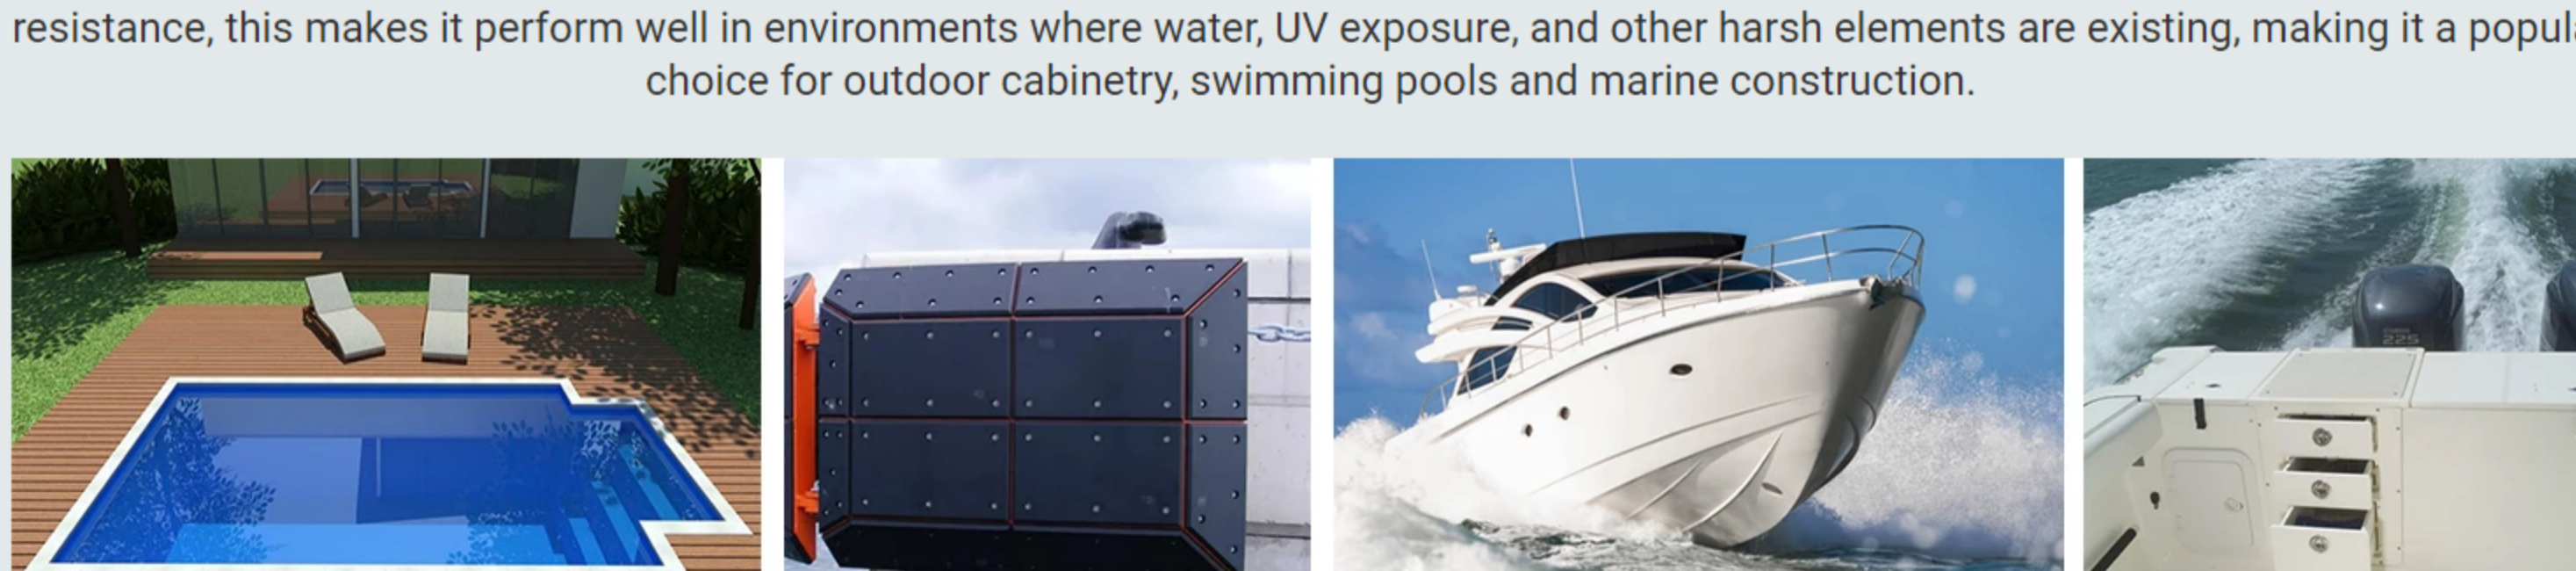 resistance, this makes it perform well in environments where water, UV exposure, and other harsh elements are existing, making it a
choice for outdoor cabinetry, swimming pools and marine construction.
225